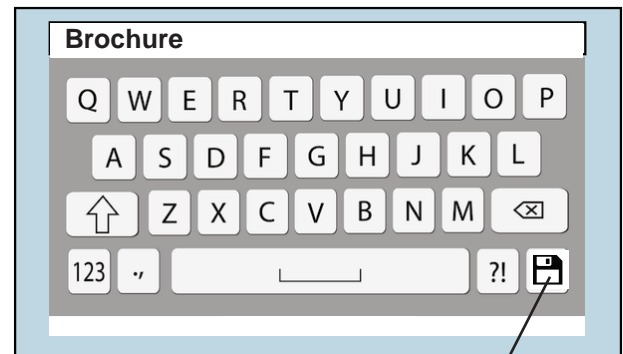 Brochure
Q W E R T Y U I O P
A S D F G H J K L
Z X C V B N M
123 ., ?!